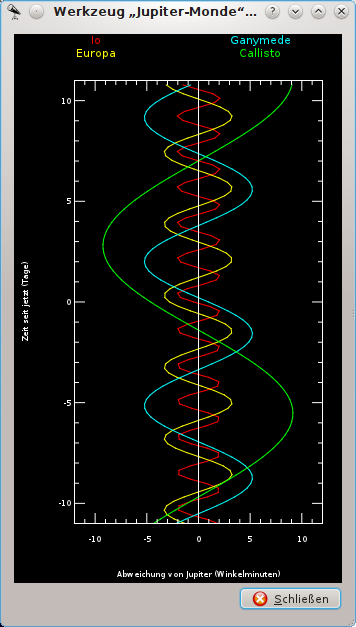 Werkzeug „Jupiter-Monde“...
Io Ganymede
Europa Callisto
Zeit seit jetzt (Tage)
10
5
0
-5
-10
-10 -5 0 5 10
Abweichung von Jupiter (Winkelminuten)
Schließen